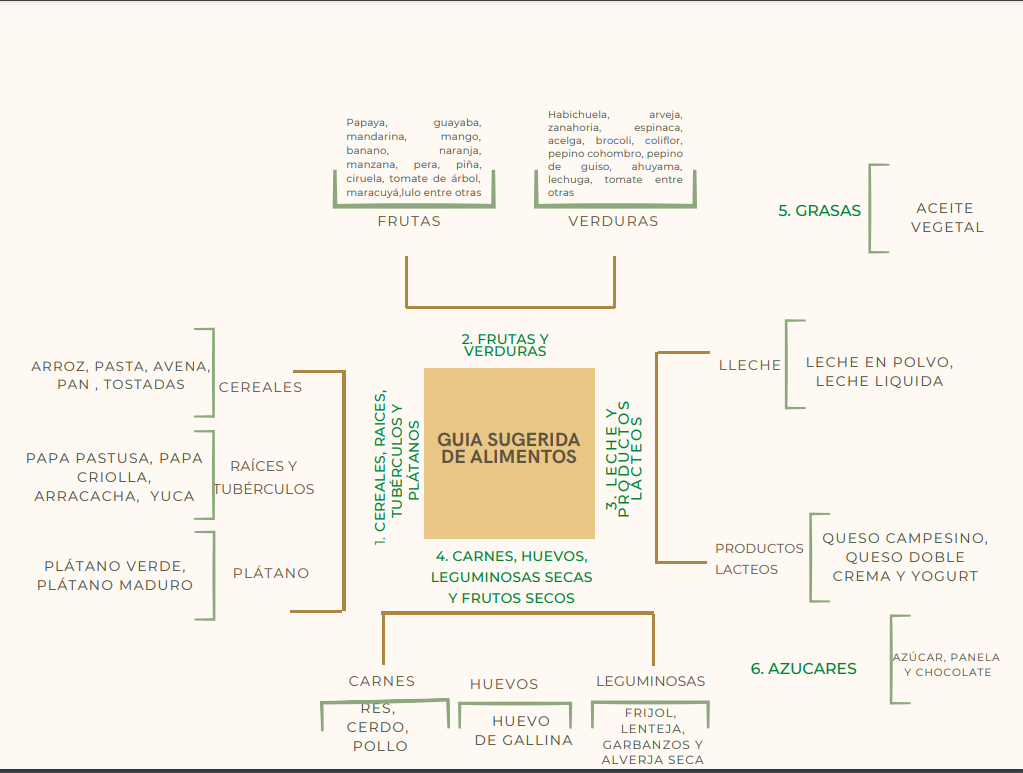 Papaya, guayaba,
mandarina, mango,
banano, naranja,
manzana, pera, piña,
ciruela, tomate de árbol,
maracuyá,lulo entre otras
FRUTAS
Habichuela, arveja,
zanahoria, espinaca,
acelga, brocoli, coliflor,
pepino cohombro, pepino
de guiso, ahuyama,
lechuga, tomate entre
otras
VERDURAS
5. GRASAS
ACEITE
VEGETAL
2. FRUTAS Y
VERDURAS
ARROZ, PASTA, AVENA,
PAN , TOSTADAS
CEREALES
PAPA PASTUSA, PAPA
CRIOLLA,
ARRACACHA, YUCA
RAÍCES Y
TUBÉRCULOS
PLÁTANO VERDE,
PLÁTANO MADURO
PLÁTANO
1. CEREALES, RAICES,
TUBÉRCULOS Y
PLÁTANOS
GUIA SUGERIDA
DE ALIMENTOS
3. LECHE Y
PRODUCTOS
LÁCTEOS
LLECHE
LECHE EN POLVO,
LECHE LIQUIDA
PRODUCTOS
LACTEOS
QUESO CAMPESINO,
QUESO DOBLE
CREMA Y YOGURT
4. CARNES, HUEVOS,
LEGUMINOSAS SECAS
Y FRUTOS SECOS
CARNES
RES,
CERDO,
POLLO
HUEVOS
HUEVO
DE GALLINA
LEGUMINOSAS
FRIJOL,
LENTEJA,
GARBANZOS Y
ALVERJA SECA
6. AZUCARES
AZÚCAR, PANELA
Y CHOCOLATE